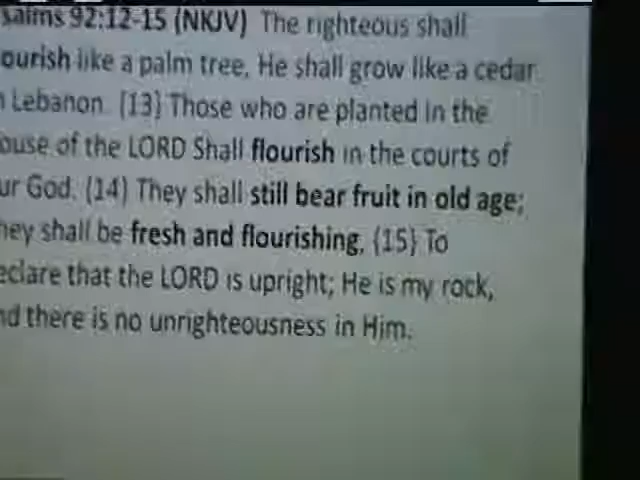 salms 92:12-15 (NKJV) The righteous shall
ourish like a palm tree, He shall grow like a cedar
n Lebanon. {13} Those who are planted in the
ouse of the LORD Shall flourish in the courts of
ur God. {14} They shall still bear fruit in old age;
hey shall be fresh and flourishing, {15} To
eclare that the LORD is upright; He is my rock,
nd there is no unrighteousness in Him.